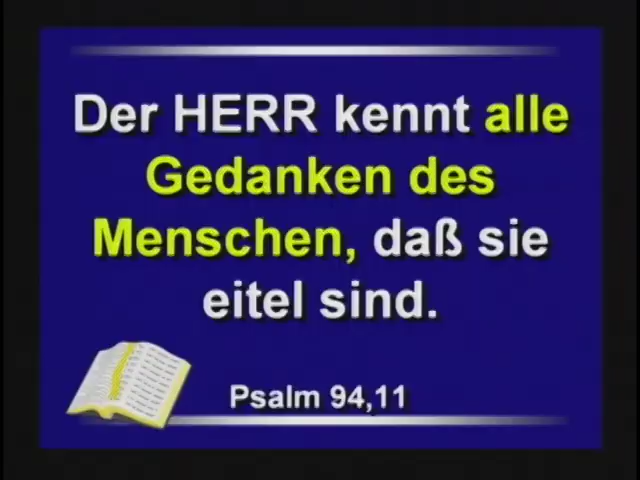 Der HERR kennt alle
Gedanken des
Menschen, daß sie
eitel sind.
Psalm 94,11